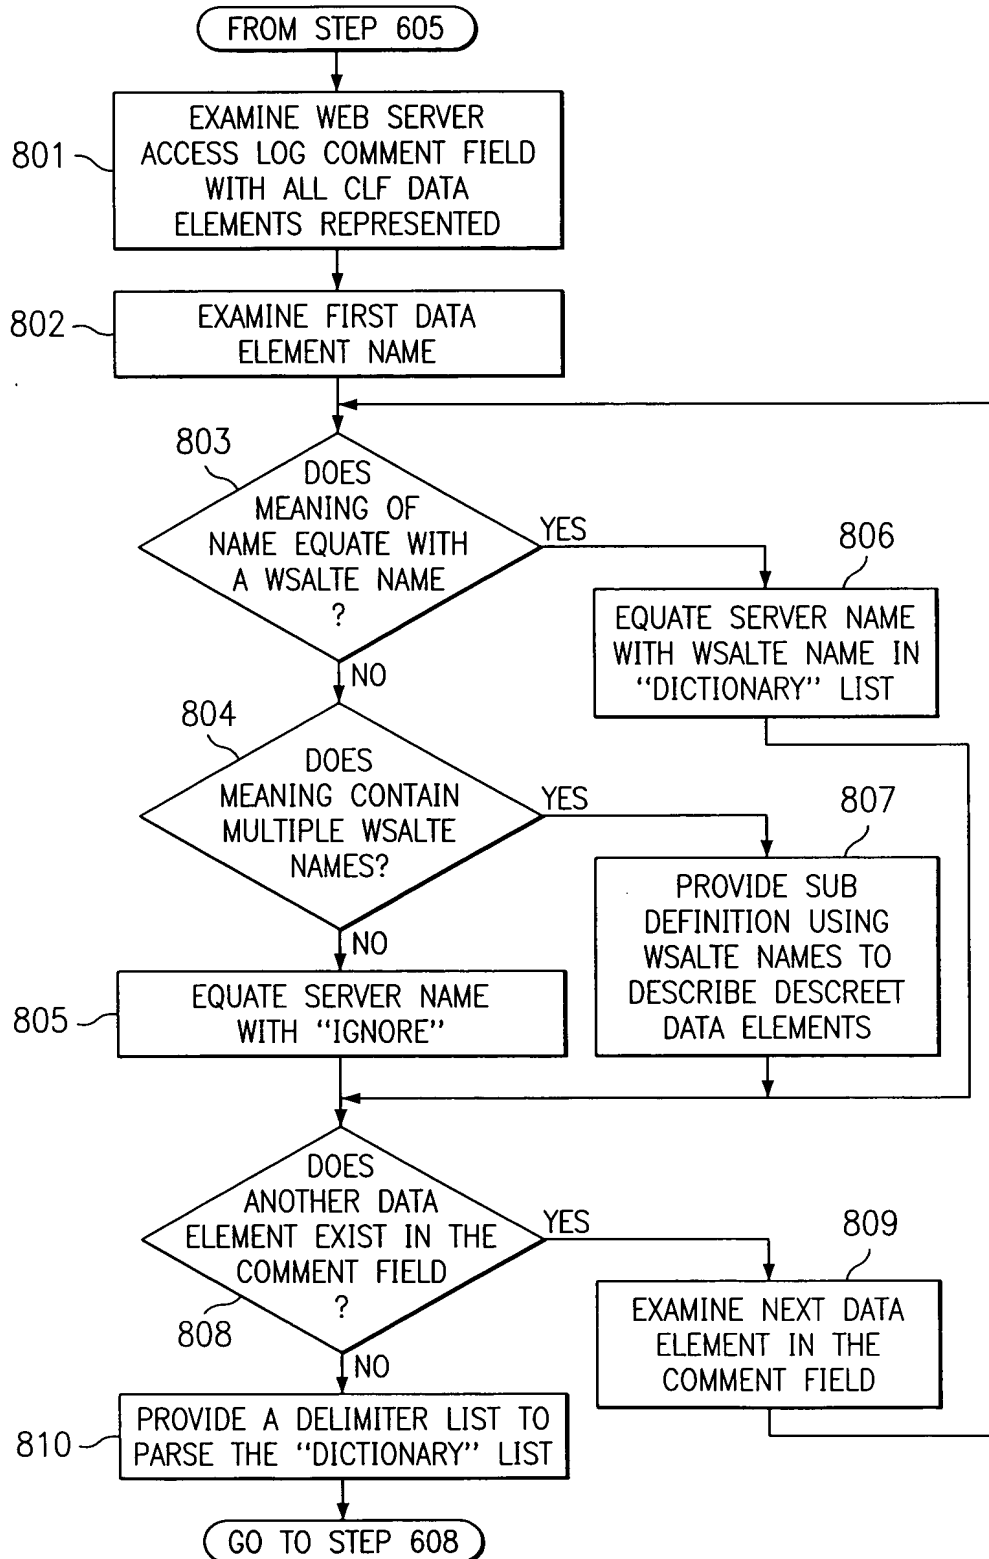 FROM STEP 605
801
EXAMINE WEB SERVER
ACCESS LOG COMMENT FIELD
WITH ALL CLF DATA
ELEMENTS REPRESENTED
802
EXAMINE FIRST DATA
ELEMENT NAME
803
DOES
MEANING OF
NAME EQUATE WITH
A WSALTE NAME
?
YES
NO
806
EQUATE SERVER NAME
WITH WSALTE NAME IN
“DICTIONARY” LIST
804
DOES
MEANING CONTAIN
MULTIPLE WSALTE
NAMES?
YES
NO
807
PROVIDE SUB
DEFINITION USING
WSALTE NAMES TO
DESCRIBE DESCREET
DATA ELEMENTS
805
EQUATE SERVER NAME
WITH “IGNORE”
DOES
ANOTHER DATA
ELEMENT EXIST IN THE
COMMENT FIELD
?
808
YES
NO
809
EXAMINE NEXT DATA
ELEMENT IN THE
COMMENT FIELD
810
PROVIDE A DELIMITER LIST TO
PARSE THE “DICTIONARY” LIST
GO TO STEP 608